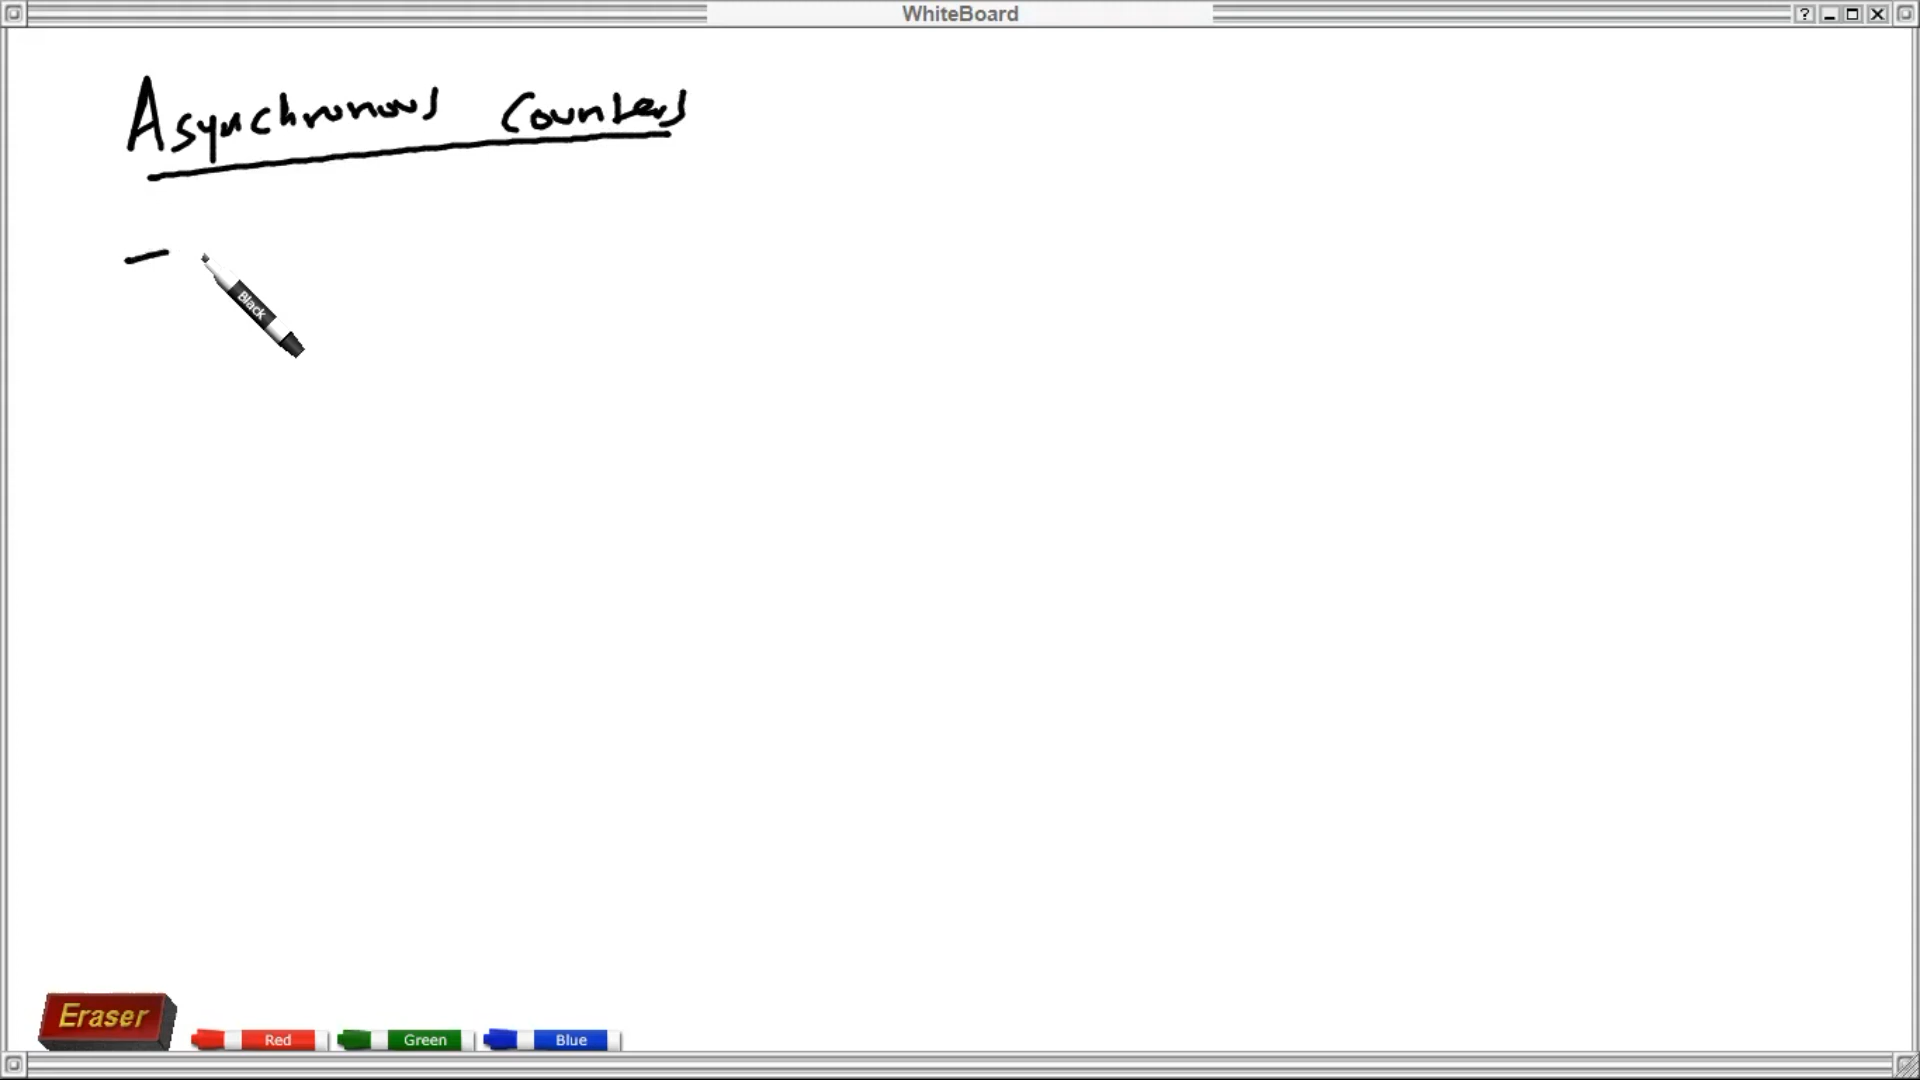 WhiteBoard
Asynchronous Counters
–
Black
Eraser
Red
Green
Blue